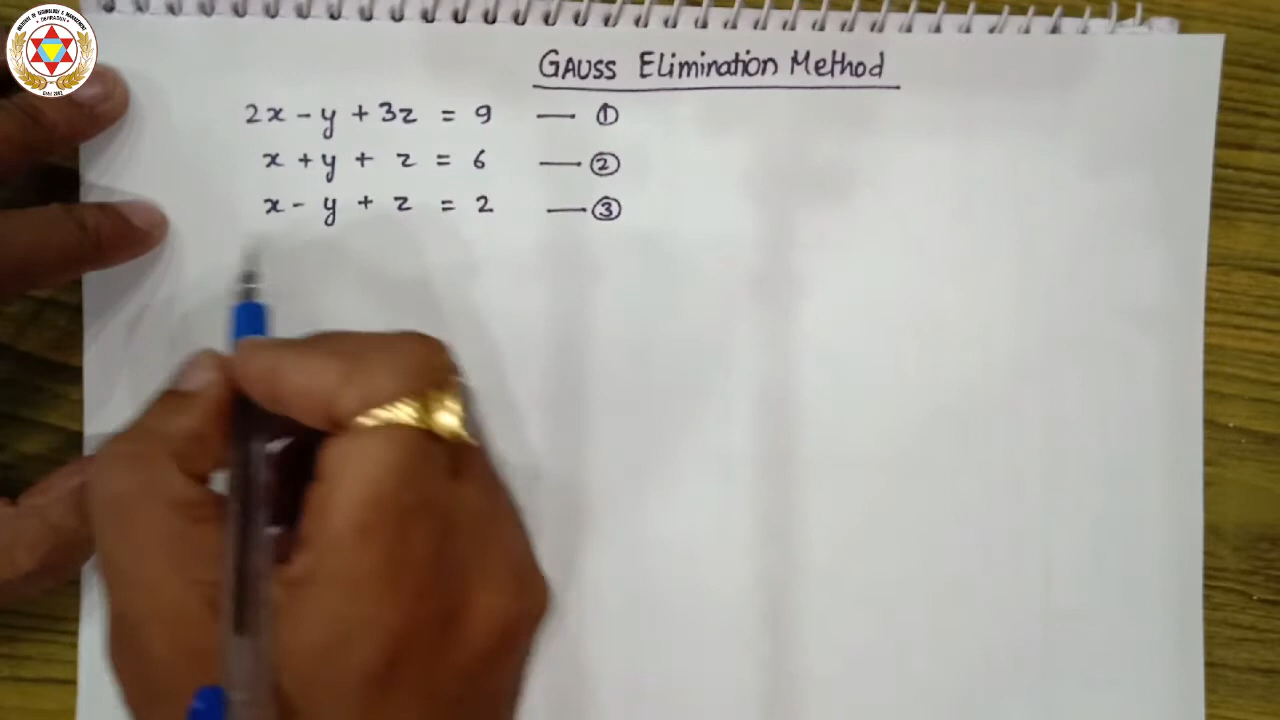 GAUSS Elimination Method
2x - y + 3z = 9 — ①
x + y + z = 6 — ②
x - y + z = 2 — ③